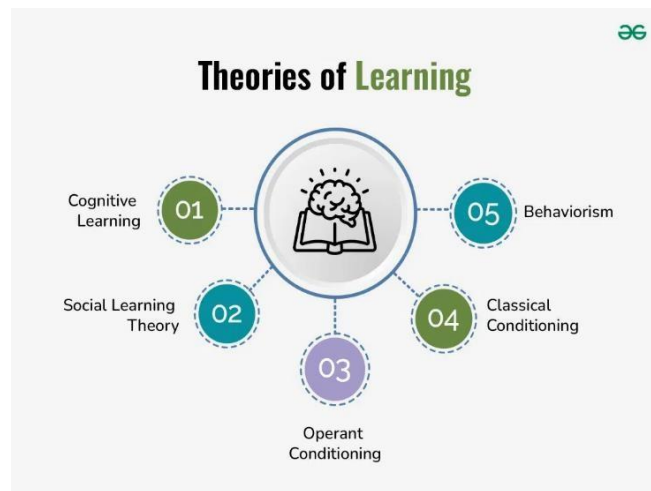 Theories of Learning
01
Cognitive
Learning
02
Social Learning
Theory
03
Operant
Conditioning
04
Classical
Conditioning
05
Behaviorism